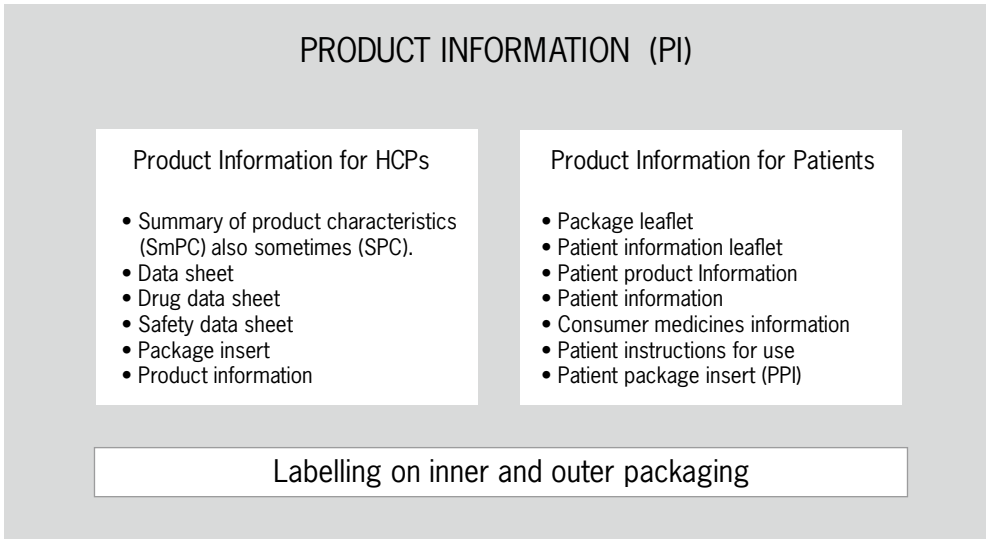 PRODUCT INFORMATION (PI)
Product Information for HCPs
• Summary of product characteristics
(SmPC) also sometimes (SPC).
• Data sheet
• Drug data sheet
• Safety data sheet
• Package insert
• Product information
Product Information for Patients
• Package leaflet
• Patient information leaflet
• Patient product Information
• Patient information
• Consumer medicines information
• Patient instructions for use
• Patient package insert (PPI)
Labelling on inner and outer packaging